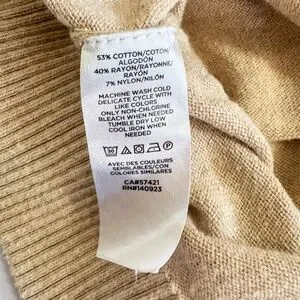 53% COTTON/COTON/
ALGODÓN
40% RAYON/RAYONNE/
RAYÓN
7% NYLON/NILÓN
MACHINE WASH COLD
DELICATE CYCLE WITH
LIKE COLORS
ONLY NON-CHLORINE
BLEACH WHEN NEEDED
TUMBLE DRY LOW
COOL IRON WHEN
NEEDED
30
AVEC DES COULEURS
SEMBLABLES/CON
COLORES SIMILARES
CA#57421
RN#140923